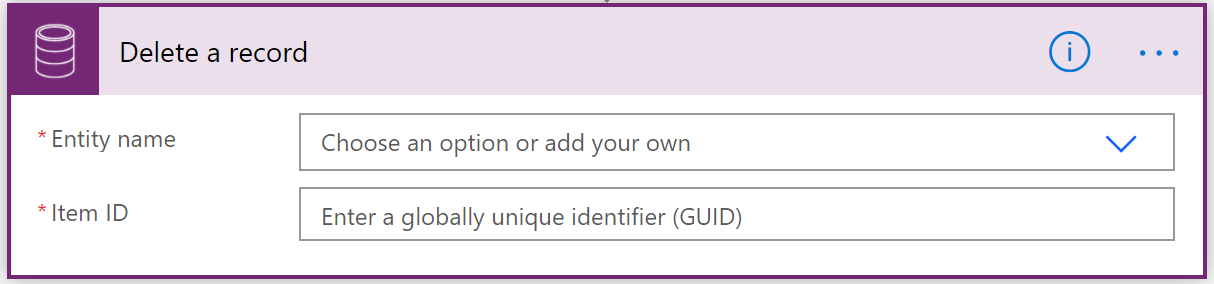 Delete a record
* Entity name
Choose an option or add your own
* Item ID
Enter a globally unique identifier (GUID)